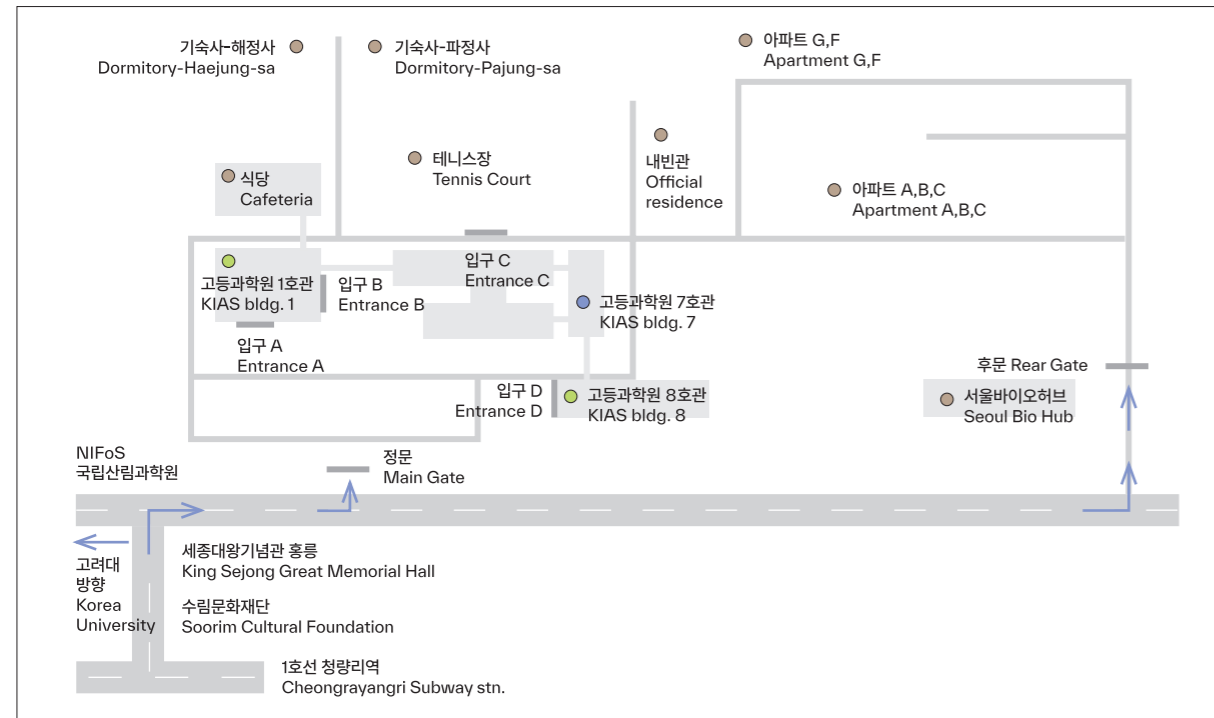 기숙사-해정사
Dormitory-Haejung-sa
기숙사-파정사
Dormitory-Pajung-sa
아파트 G,F
Apartment G,F
테니스장
Tennis Court
내빈관
Official
residence
식당
Cafeteria
아파트 A,B,C
Apartment A,B,C
고등과학원 1호관
KIAS bldg. 1
입구 B
Entrance B
입구 C
Entrance C
고등과학원 7호관
KIAS bldg. 7
입구 A
Entrance A
후문 Rear Gate
입구 D
Entrance D
고등과학원 8호관
KIAS bldg. 8
서울바이오허브
Seoul Bio Hub
NIFoS
국립산림과학원
정문
Main Gate
고려대
방향
Korea
University
세종대왕기념관 홍릉
King Sejong Great Memorial Hall
수림문화재단
Soorim Cultural Foundation
1호선 청량리역
Cheongrayangri Subway stn.